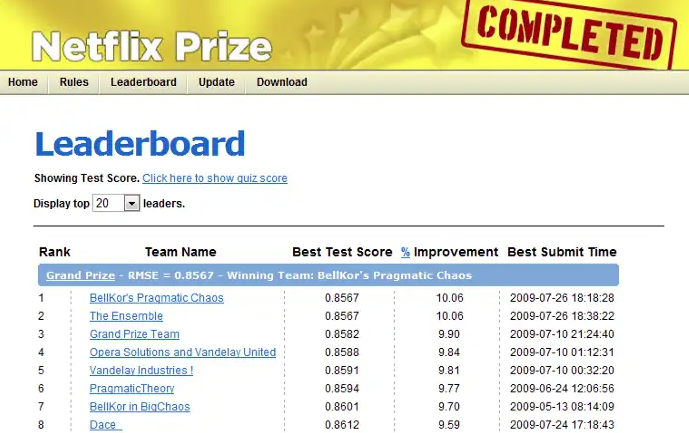 Netflix Prize
COMPLETED
Home Rules Leaderboard Update Download
Leaderboard
Showing Test Score. Click here to show quiz score
Display top 20 leaders.
Rank Team Name Best Test Score % Improvement Best Submit Time
Grand Prize - RMSE = 0.8567 - Winning Team: BellKor's Pragmatic Chaos
1 BellKor's Pragmatic Chaos 0.8567 10.06 2009-07-26 18:18:28
2 The Ensemble 0.8567 10.06 2009-07-26 18:38:22
3 Grand Prize Team 0.8582 9.90 2009-07-10 21:24:40
4 Opera Solutions and Vandelay United 0.8588 9.84 2009-07-10 01:12:31
5 Vandelay Industries ! 0.8591 9.81 2009-07-10 00:32:20
6 PragmaticTheory 0.8594 9.77 2009-06-24 12:06:56
7 BellKor in BigChaos 0.8601 9.70 2009-05-13 08:14:09
8 Dace_ 0.8612 9.59 2009-07-24 17:18:43